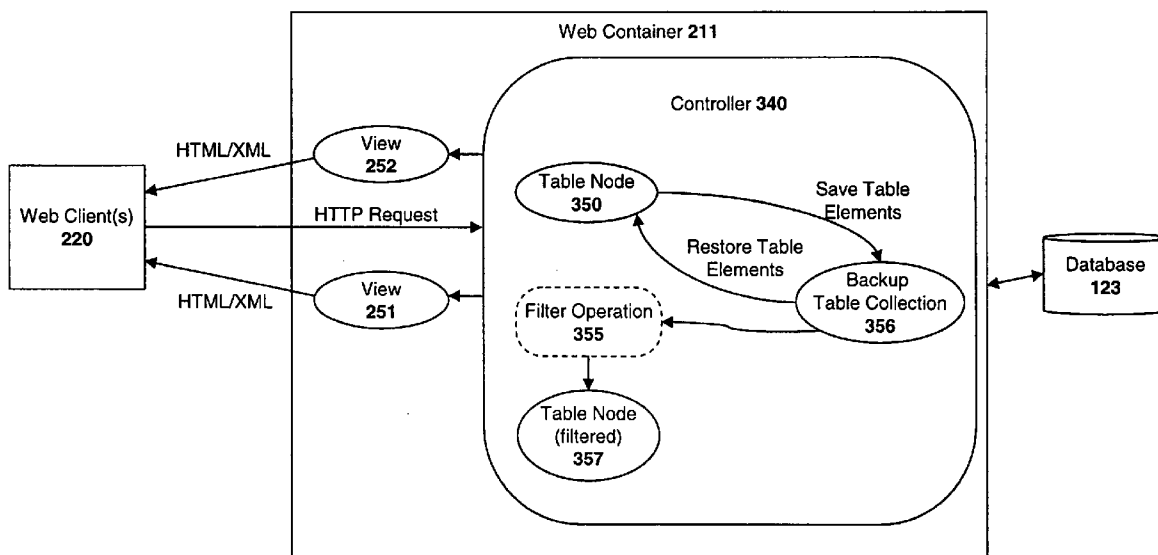 Web Container 211
Controller 340
HTML/XML
View
252
Table Node
350
Save Table
Elements
Web Client(s)
220
HTTP Request
Restore Table
Elements
Backup
Table Collection
356
Database
123
HTML/XML
View
251
Filter Operation
355
Table Node
(filtered)
357